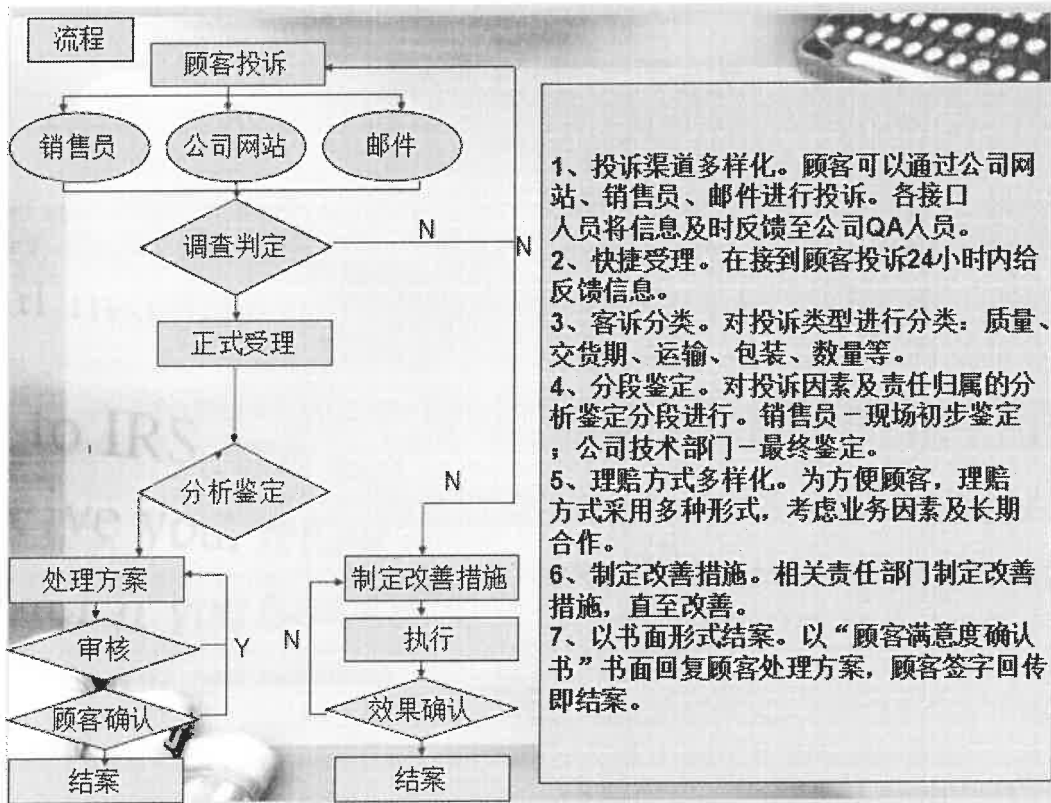 流程
顾客投诉
销售员
公司网站
邮件
调查判定
N
N
正式受理
分析鉴定
N
处理方案
制定改善措施
审核
Y
N
执行
顾客确认
效果确认
结案
结案
1、投诉渠道多样化。顾客可以通过公司网
站、销售员、邮件进行投诉。各接口
人员将信息及时反馈至公司QA人员。
2、快捷受理。在接到顾客投诉24小时内给
反馈信息。
3、客诉分类。对投诉类型进行分类：质量、
交货期、运输、包装、数量等。
4、分段鉴定。对投诉因素及责任归属的分
析鉴定分段进行。销售员－现场初步鉴定
；公司技术部门－最终鉴定。
5、理赔方式多样化。为方便顾客，理赔
方式采用多种形式，考虑业务因素及长期
合作。
6、制定改善措施。相关责任部门制定改善
措施，直至改善。
7、以书面形式结案。以“顾客满意度确认
书”书面回复顾客处理方案，顾客签字回传
即结案。
to IRS